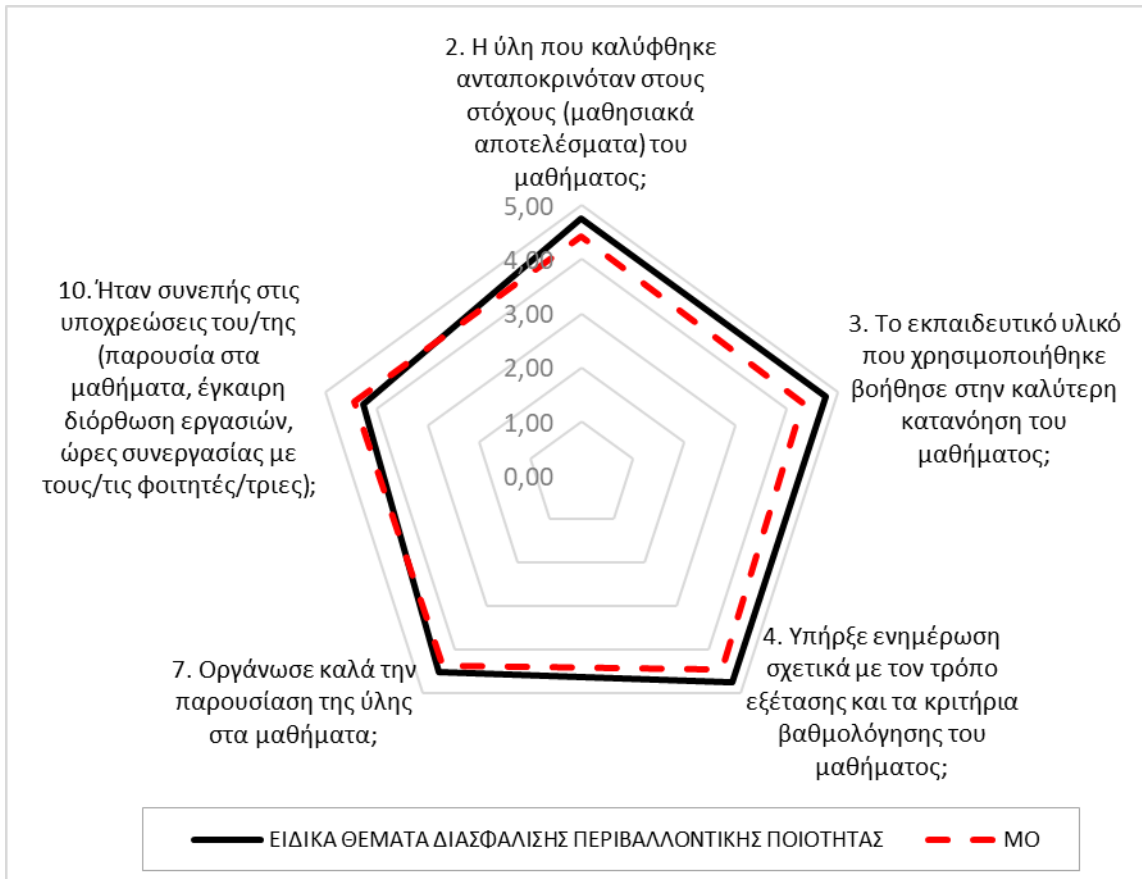 2. Η ύλη που καλύφθηκε
ανταποκρινόταν στους
στόχους (μαθησιακά
αποτελέσματα) του
μαθήματος;
5,00
4,00
3,00
2,00
1,00
0,00
3. Το εκπαιδευτικό υλικό
που χρησιμοποιήθηκε
βοήθησε στην καλύτερη
κατανόηση του
μαθήματος;
4. Υπήρξε ενημέρωση
σχετικά με τον τρόπο
εξέτασης και τα κριτήρια
βαθμολόγησης του
μαθήματος;
7. Οργάνωσε καλά την
παρουσίαση της ύλης
στα μαθήματα;
10. Ήταν συνεπής στις
υποχρεώσεις του/της
(παρουσία στα
μαθήματα, έγκαιρη
διόρθωση εργασιών,
ώρες συνεργασίας με
τους/τις φοιτητές/τριες);
ΕΙΔΙΚΑ ΘΕΜΑΤΑ ΔΙΑΣΦΑΛΙΣΗΣ ΠΕΡΙΒΑΛΛΟΝΤΙΚΗΣ ΠΟΙΟΤΗΤΑΣ
ΜΟ